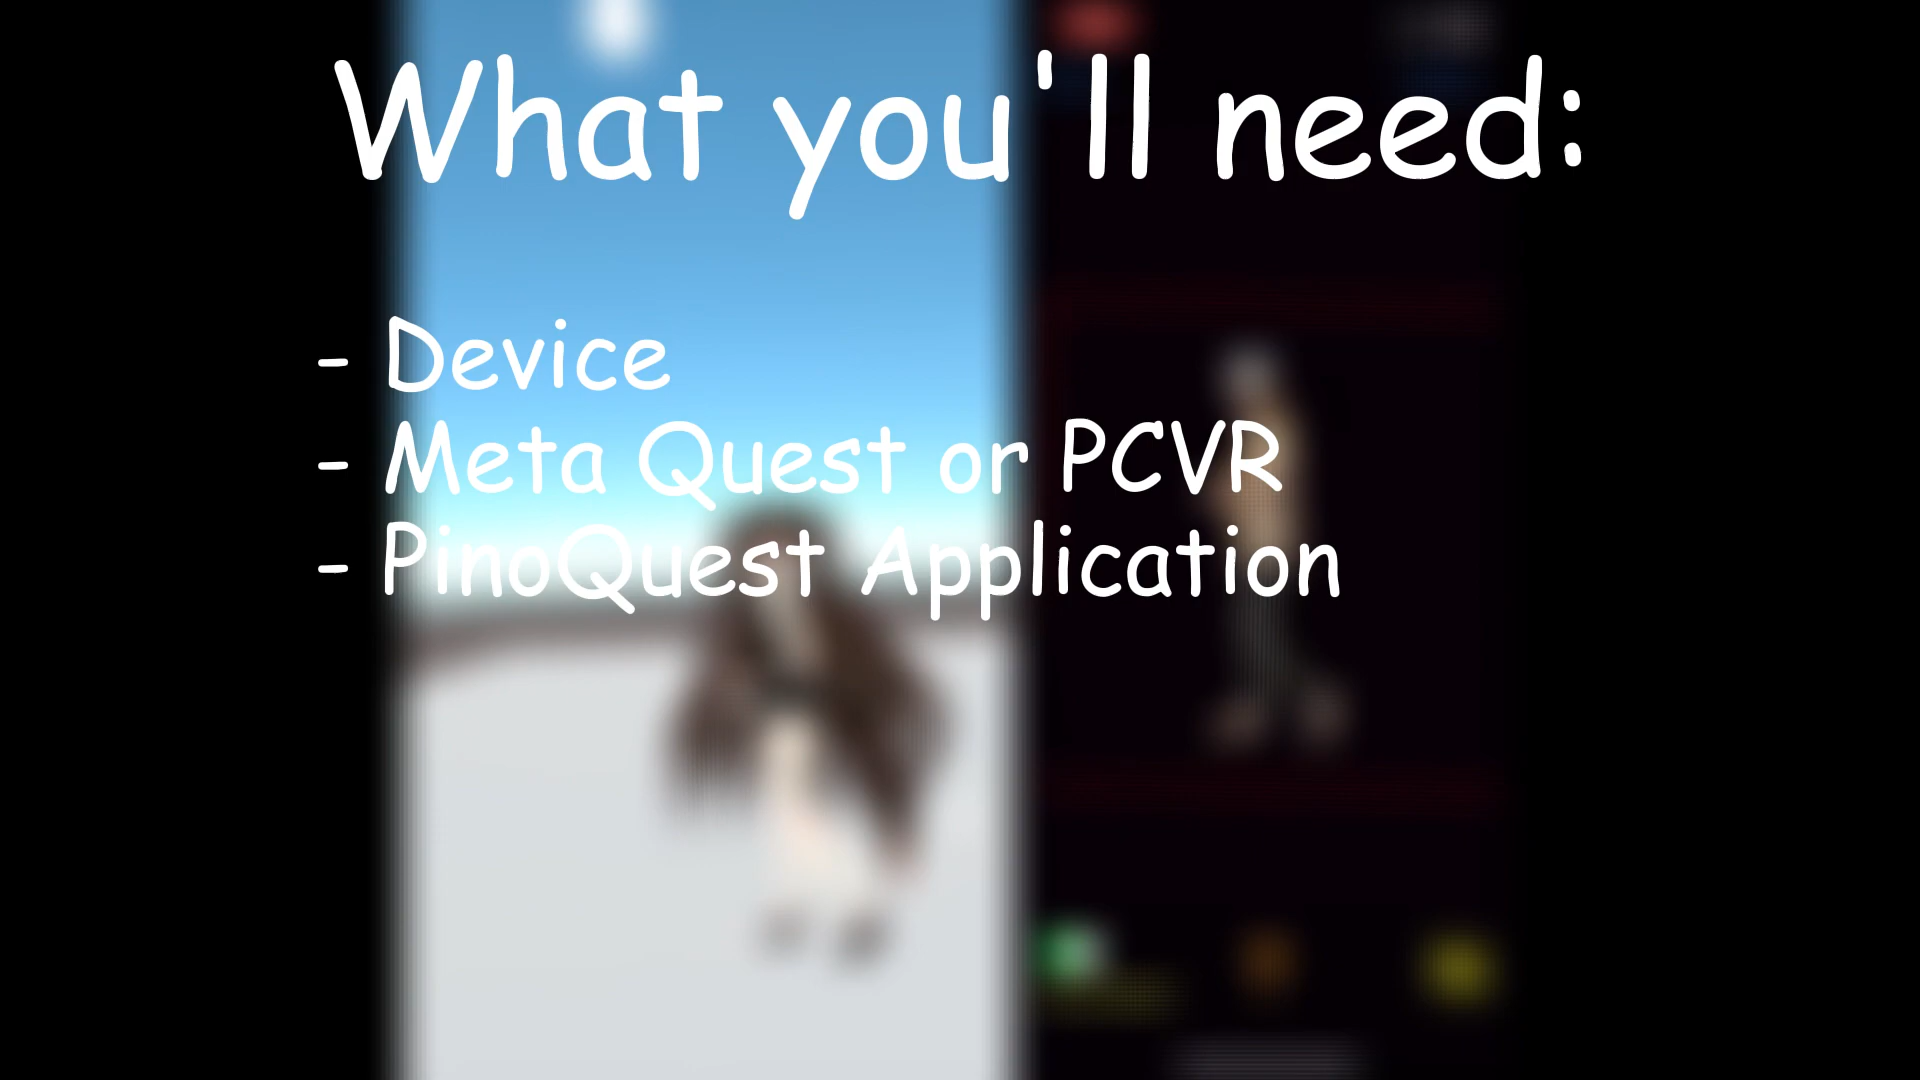 What you'll need:
- Device
- Meta Quest or PCVR
- PinoQuest Application